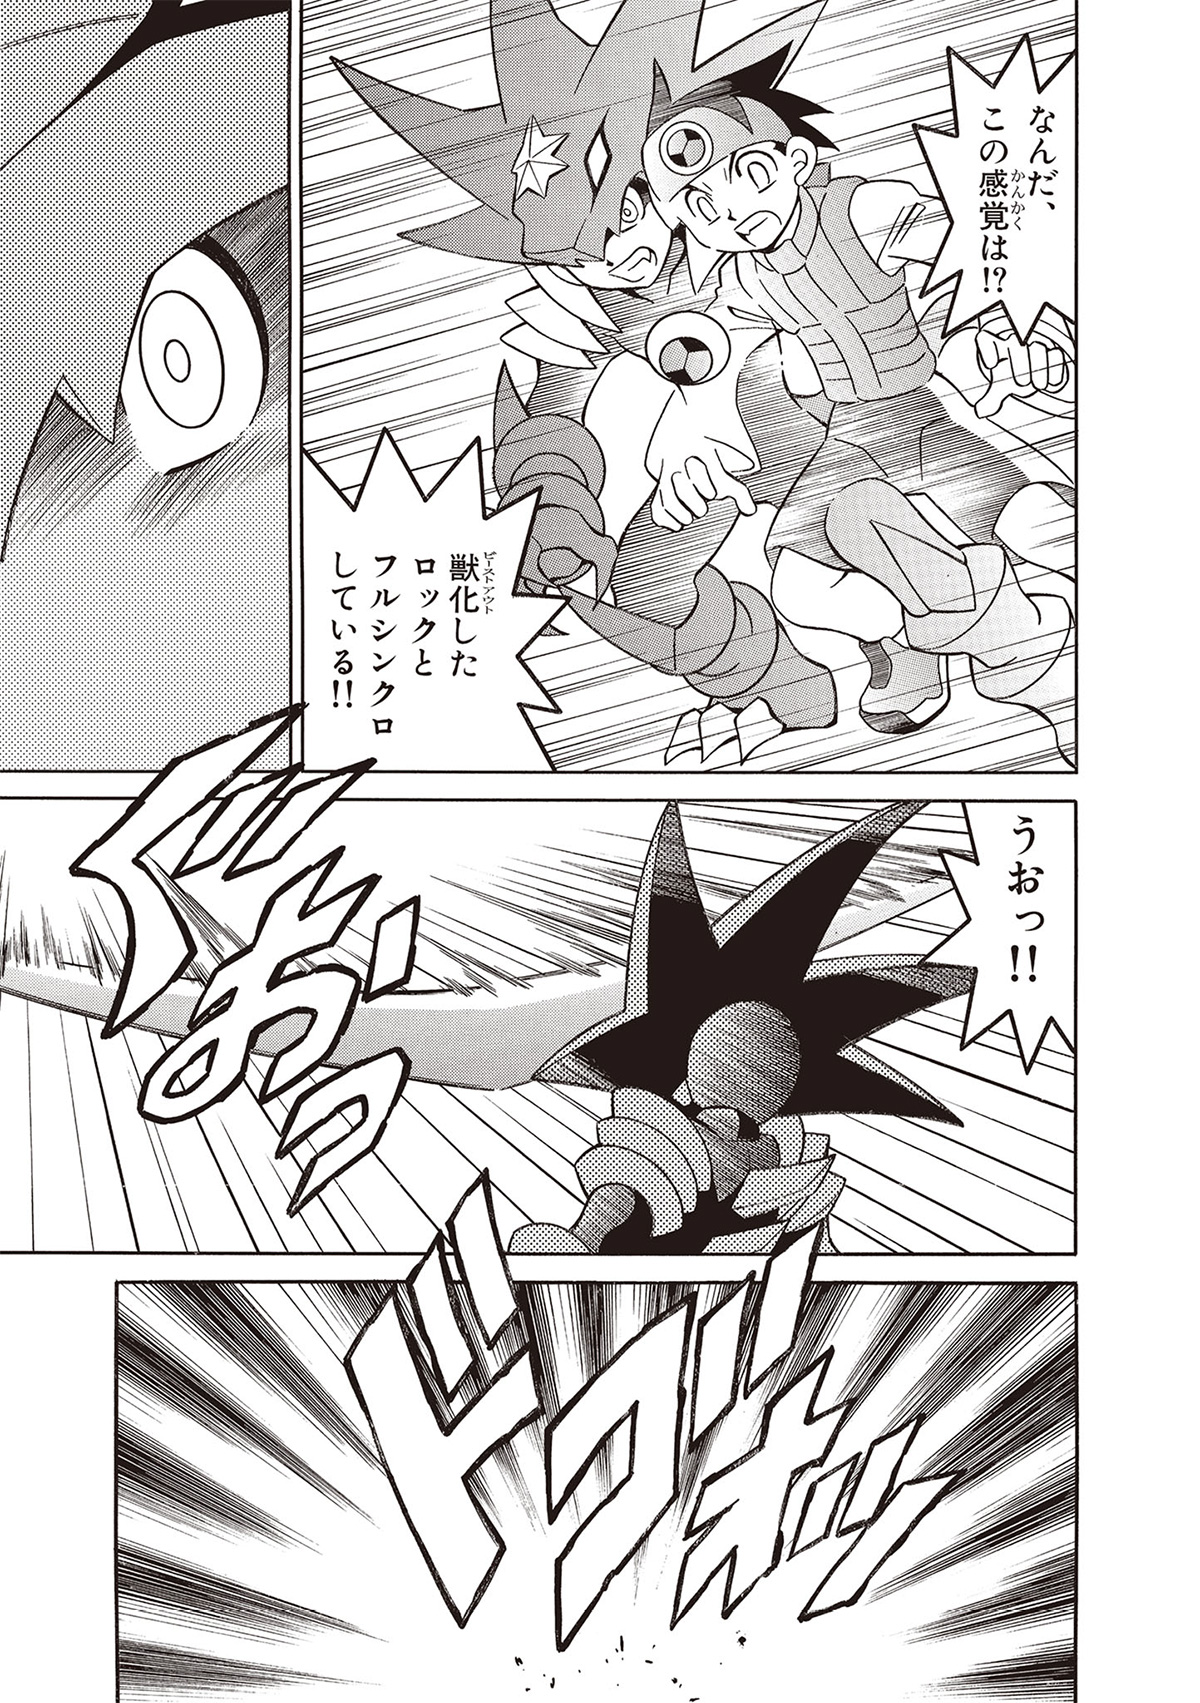 なんだ、
この感覚は!?
かんかく
獣化した
ビーストアウト
ロックと
フルシンクロ
している!!
うおっ!!
ぐおっ
ドウォッ